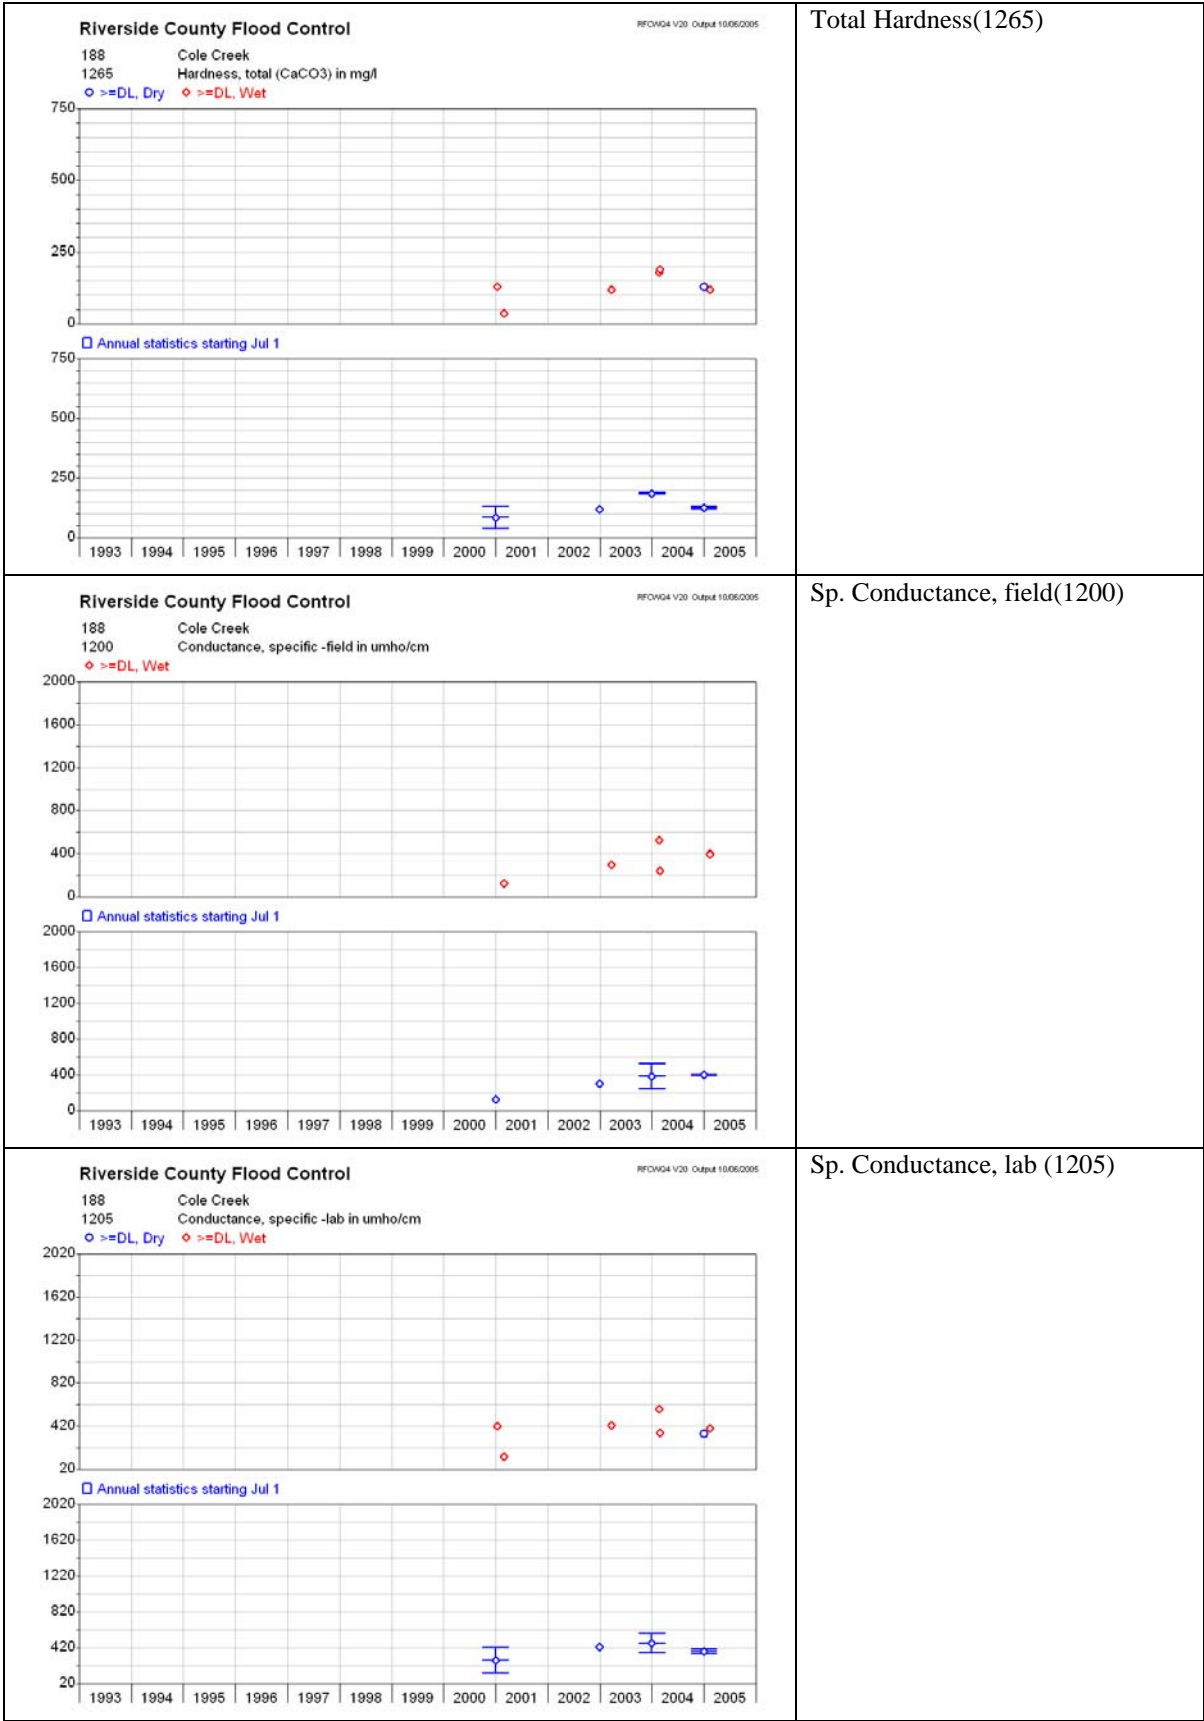 Riverside County Flood Control
RFCWQ4 V20 Output 10/06/2005
188 Cole Creek
1265 Hardness, total (CaCO3) in mg/l
>=DL, Dry >=DL, Wet
750
500
250
0
Annual statistics starting Jul 1
750
500
250
0
1993 1994 1995 1996 1997 1998 1999 2000 2001 2002 2003 2004 2005
Total Hardness(1265)
Riverside County Flood Control
RFCWQ4 V20 Output 10/06/2005
188 Cole Creek
1200 Conductance, specific -field in umho/cm
>=DL, Wet
2000
1600
1200
800
400
0
Annual statistics starting Jul 1
2000
1600
1200
800
400
0
1993 1994 1995 1996 1997 1998 1999 2000 2001 2002 2003 2004 2005
Sp. Conductance, field(1200)
Riverside County Flood Control
RFCWQ4 V20 Output 10/06/2005
188 Cole Creek
1205 Conductance, specific -lab in umho/cm
>=DL, Dry >=DL, Wet
2020
1620
1220
820
420
20
Annual statistics starting Jul 1
2020
1620
1220
820
420
20
1993 1994 1995 1996 1997 1998 1999 2000 2001 2002 2003 2004 2005
Sp. Conductance, lab (1205)